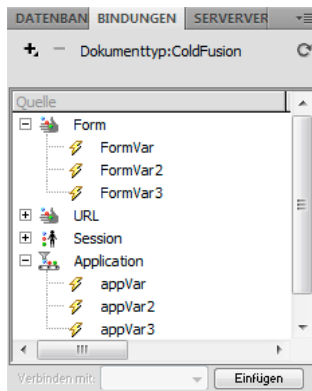 DATENBAN BINDUNGEN SERVERVER
Dokumenttyp:ColdFusion
Quelle
Form
FormVar
FormVar2
FormVar3
URL
Session
Application
appVar
appVar2
appVar3
Verbinden mit: Einfügen